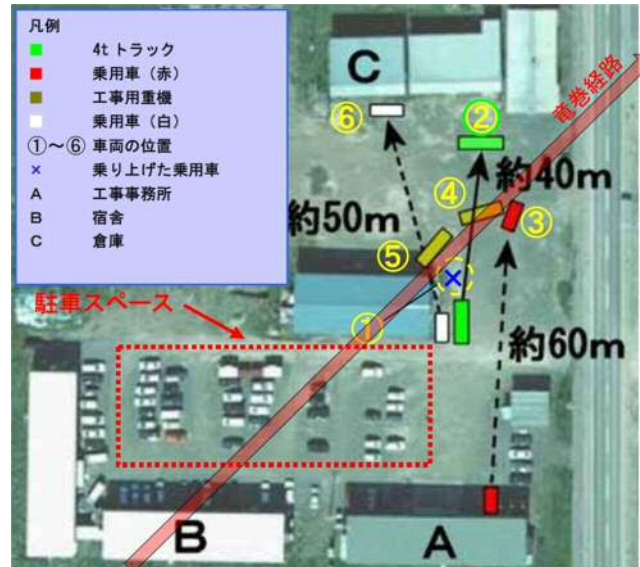 凡例
4t トラック
乗用車（赤）
工事用重機
乗用車（白）
①～⑥ 車両の位置
× 乗り上げた乗用車
A 工事事務所
B 宿舎
C 倉庫
C
竜巻経路
⑥
②
④
約40m
③
約50m
⑤
×
駐車スペース
①
約60m
B
A